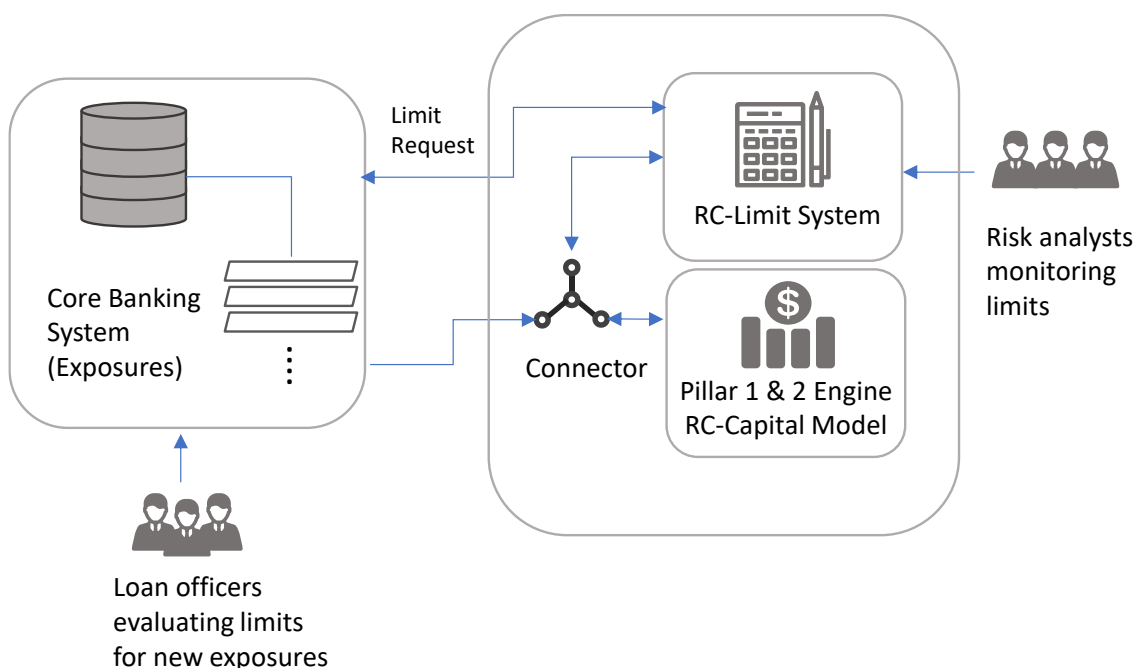 Limit
Request
Core Banking
System
(Exposures)
RC-Limit System
Risk analysts
monitoring
limits
Connector
$
Pillar 1 & 2 Engine
RC-Capital Model
Loan officers
evaluating limits
for new exposures